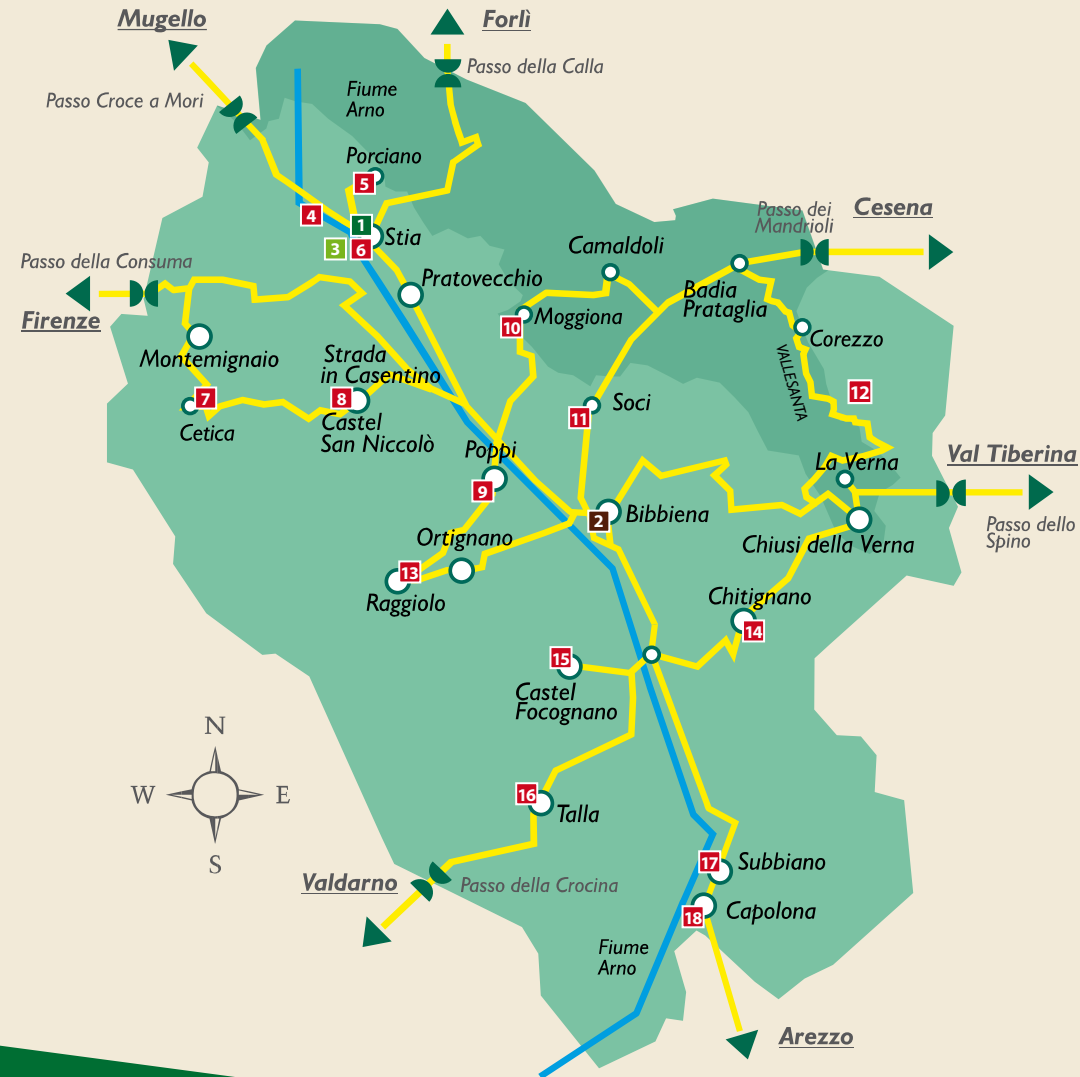 Mugello
Forlì
Passo della Calla
Passo Croce a Mori
Fiume
Arno
Porciano
5
4
1
Stia
3
6
Passo dei
Mandrioli
Cesena
Passo della Consuma
Firenze
Camaldoli
Pratovecchio
Badia
Prataglia
Moggiona
10
Corezzo
VALLESANTA
12
Montemignaio
Strada
in Casentino
7
8
Cetica
Castel
San Niccolò
Soci
11
Poppi
9
La Verna
Val Tiberina
Passo dello
Spino
2
Bibbiena
Chiusi della Verna
Ortignano
13
Raggiolo
Chitignano
14
15
Castel
Focognano
N
W
E
S
16
Talla
Valdarno
Passo della Crocina
17
Subbiano
18
Capolona
Fiume
Arno
Arezzo